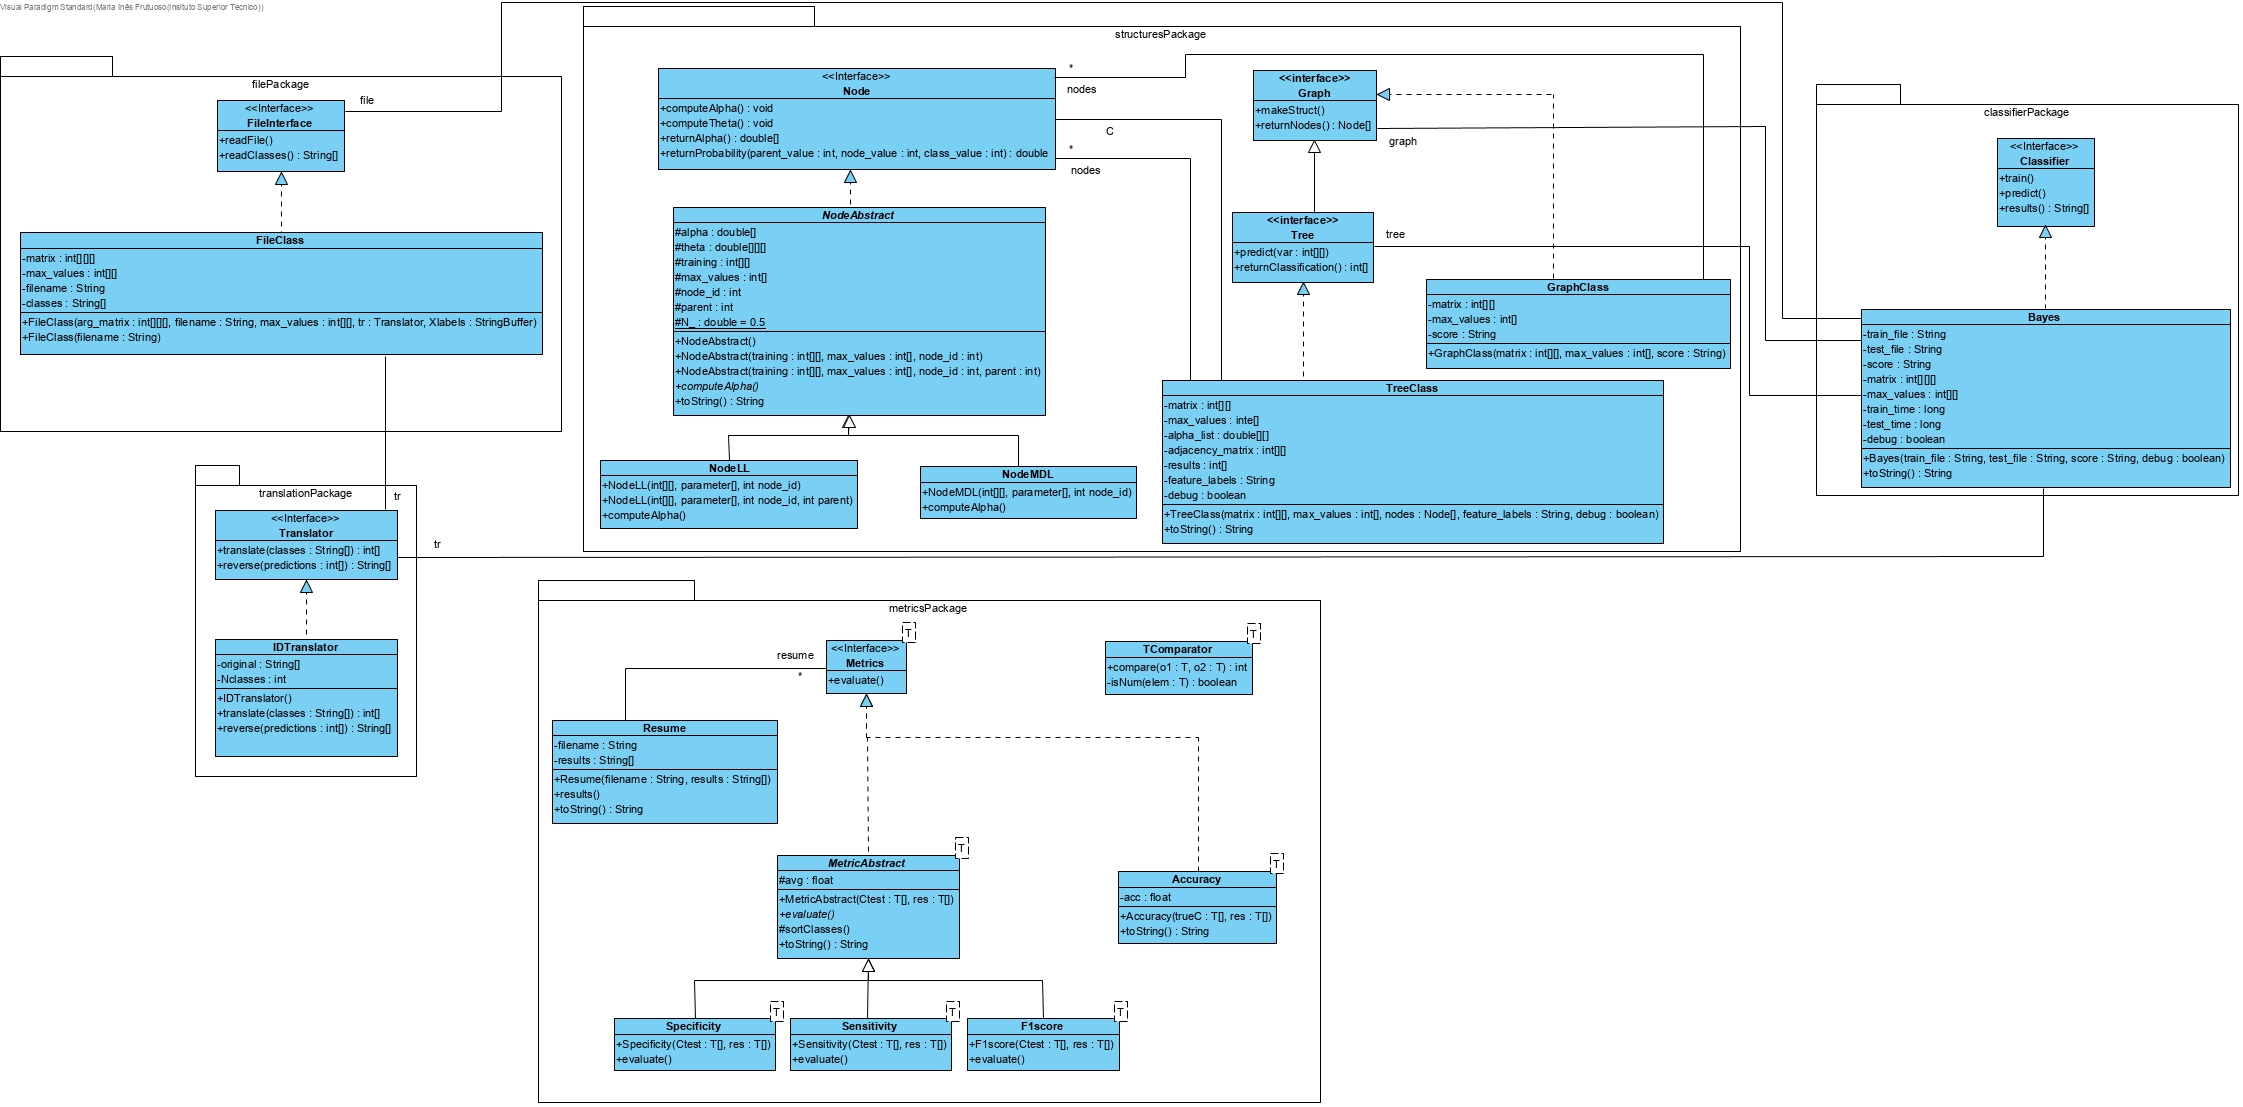 Visual Paradigm Standard(Maria Inês Frutuoso(Insituto Superior Tecnico))
filePackage
<<Interface>>
FileInterface
+readFile()
+readClasses() : String[]
file
FileClass
-matrix : int[][][]
-max_values : int[][]
-filename : String
-classes : String[]
+FileClass(arg_matrix : int[][][], filename : String, max_values : int[][], tr : Translator, Xlabels : StringBuffer)
+FileClass(filename : String)
tr
translationPackage
<<Interface>>
Translator
+translate(classes : String[]) : int[]
+reverse(predictions : int[]) : String[]
tr
IDTranslator
-original : String[]
-Nclasses : int
+IDTranslator()
+translate(classes : String[]) : int[]
+reverse(predictions : int[]) : String[]
structuresPackage
<<Interface>>
Node
+computeAlpha() : void
+computeTheta() : void
+returnAlpha() : double[]
+returnProbability(parent_value : int, node_value : int, class_value : int) : double
*
nodes
C
*
nodes
NodeAbstract
#alpha : double[]
#theta : double[][][]
#training : int[][]
#max_values : int[]
#node_id : int
#parent : int
#N_ : double = 0.5
+NodeAbstract()
+NodeAbstract(training : int[][], max_values : int[], node_id : int)
+NodeAbstract(training : int[][], max_values : int[], node_id : int, parent : int)
+computeAlpha()
+toString() : String
NodeLL
+NodeLL(int[][], parameter[], int node_id)
+NodeLL(int[][], parameter[], int node_id, int parent)
+computeAlpha()
NodeMDL
+NodeMDL(int[][], parameter[], int node_id)
+computeAlpha()
<<interface>>
Graph
+makeStruct()
+returnNodes() : Node[]
graph
<<interface>>
Tree
+predict(var : int[][])
+returnClassification() : int[]
tree
GraphClass
-matrix : int[][]
-max_values : int[]
-score : String
+GraphClass(matrix : int[][], max_values : int[], score : String)
TreeClass
-matrix : int[][]
-max_values : inte[]
-alpha_list : double[][]
-adjacency_matrix : int[][]
-results : int[]
-feature_labels : String
-debug : boolean
+TreeClass(matrix : int[][], max_values : int[], nodes : Node[], feature_labels : String, debug : boolean)
+toString() : String
classifierPackage
<<Interface>>
Classifier
+train()
+predict()
+results() : String[]
Bayes
-train_file : String
-test_file : String
-score : String
-matrix : int[][][]
-max_values : int[][]
-train_time : long
-test_time : long
-debug : boolean
+Bayes(train_file : String, test_file : String, score : String, debug : boolean)
+toString() : String
metricsPackage
T
<<Interface>>
Metrics
+evaluate()
resume
*
T
TComparator
+compare(o1 : T, o2 : T) : int
-isNum(elem : T) : boolean
Resume
-filename : String
-results : String[]
+Resume(filename : String, results : String[])
+results()
+toString() : String
T
MetricAbstract
#avg : float
+MetricAbstract(Ctest : T[], res : T[])
+evaluate()
#sortClasses()
+toString() : String
T
Accuracy
-acc : float
+Accuracy(trueC : T[], res : T[])
+toString() : String
T
Specificity
+Specificity(Ctest : T[], res : T[])
+evaluate()
T
Sensitivity
+Sensitivity(Ctest : T[], res : T[])
+evaluate()
T
F1score
+F1score(Ctest : T[], res : T[])
+evaluate()